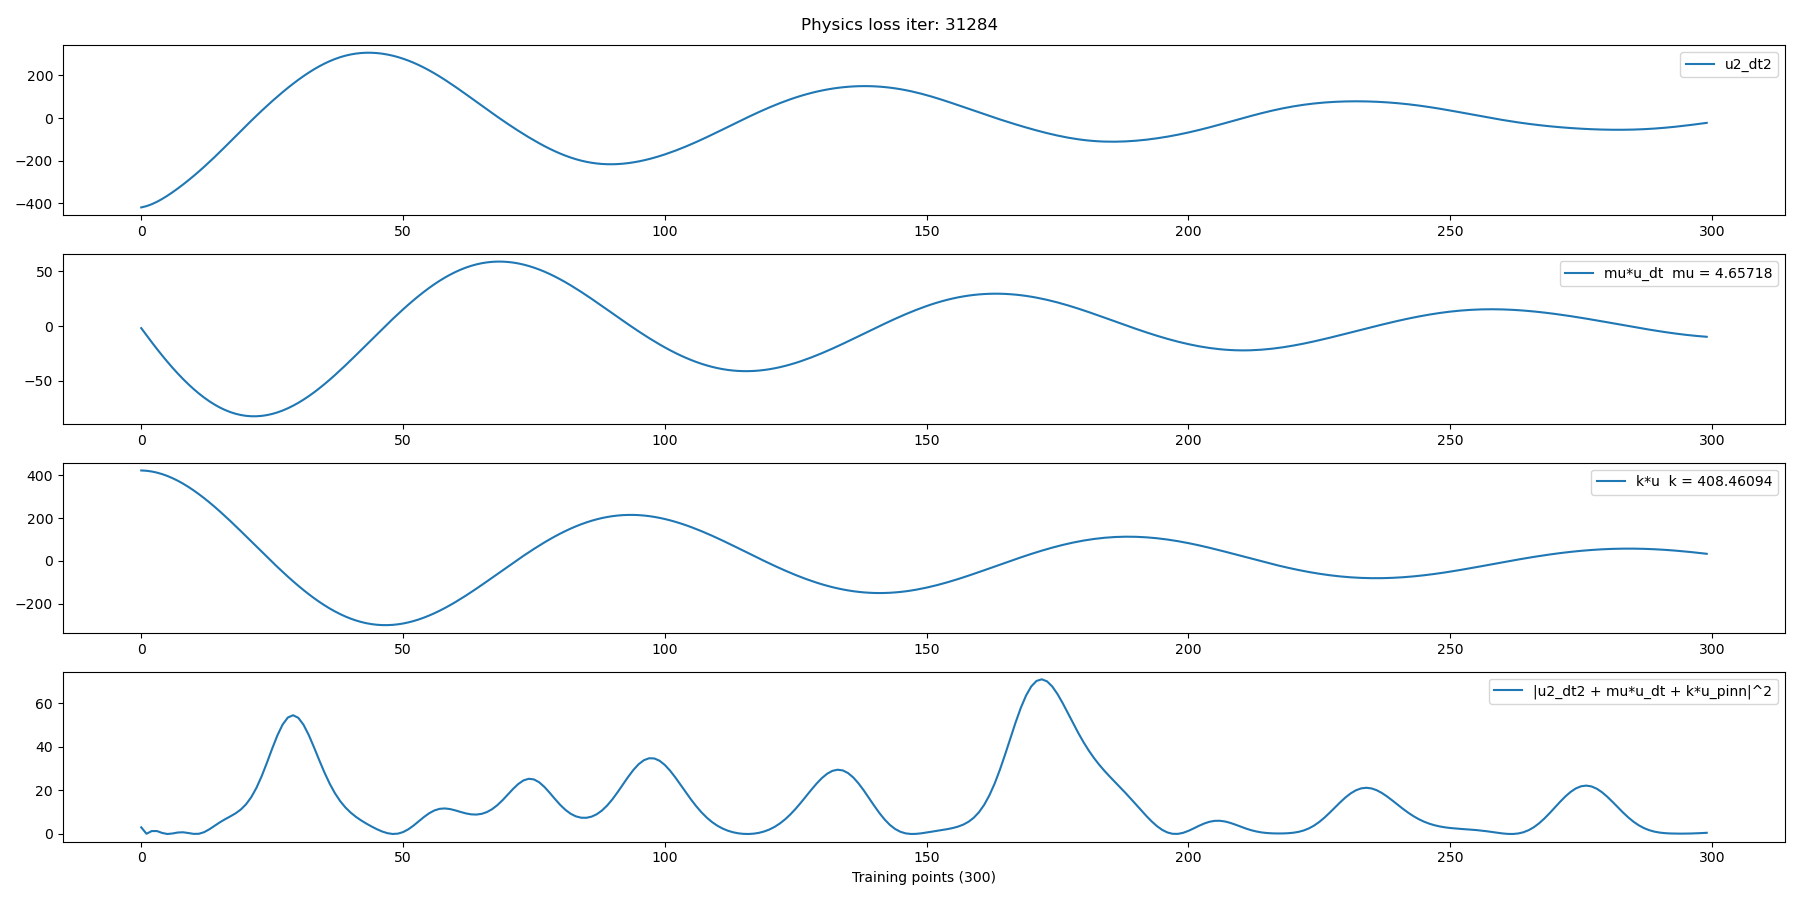 Physics loss iter: 31284
u2_dt2
200
0
−200
−400
0 50 100 150 200 250 300
mu*u_dt  mu = 4.65718
50
0
−50
0 50 100 150 200 250 300
k*u  k = 408.46094
400
200
0
−200
0 50 100 150 200 250 300
|u2_dt2 + mu*u_dt + k*u_pinn|^2
60
40
20
0
0 50 100 150 200 250 300
Training points (300)